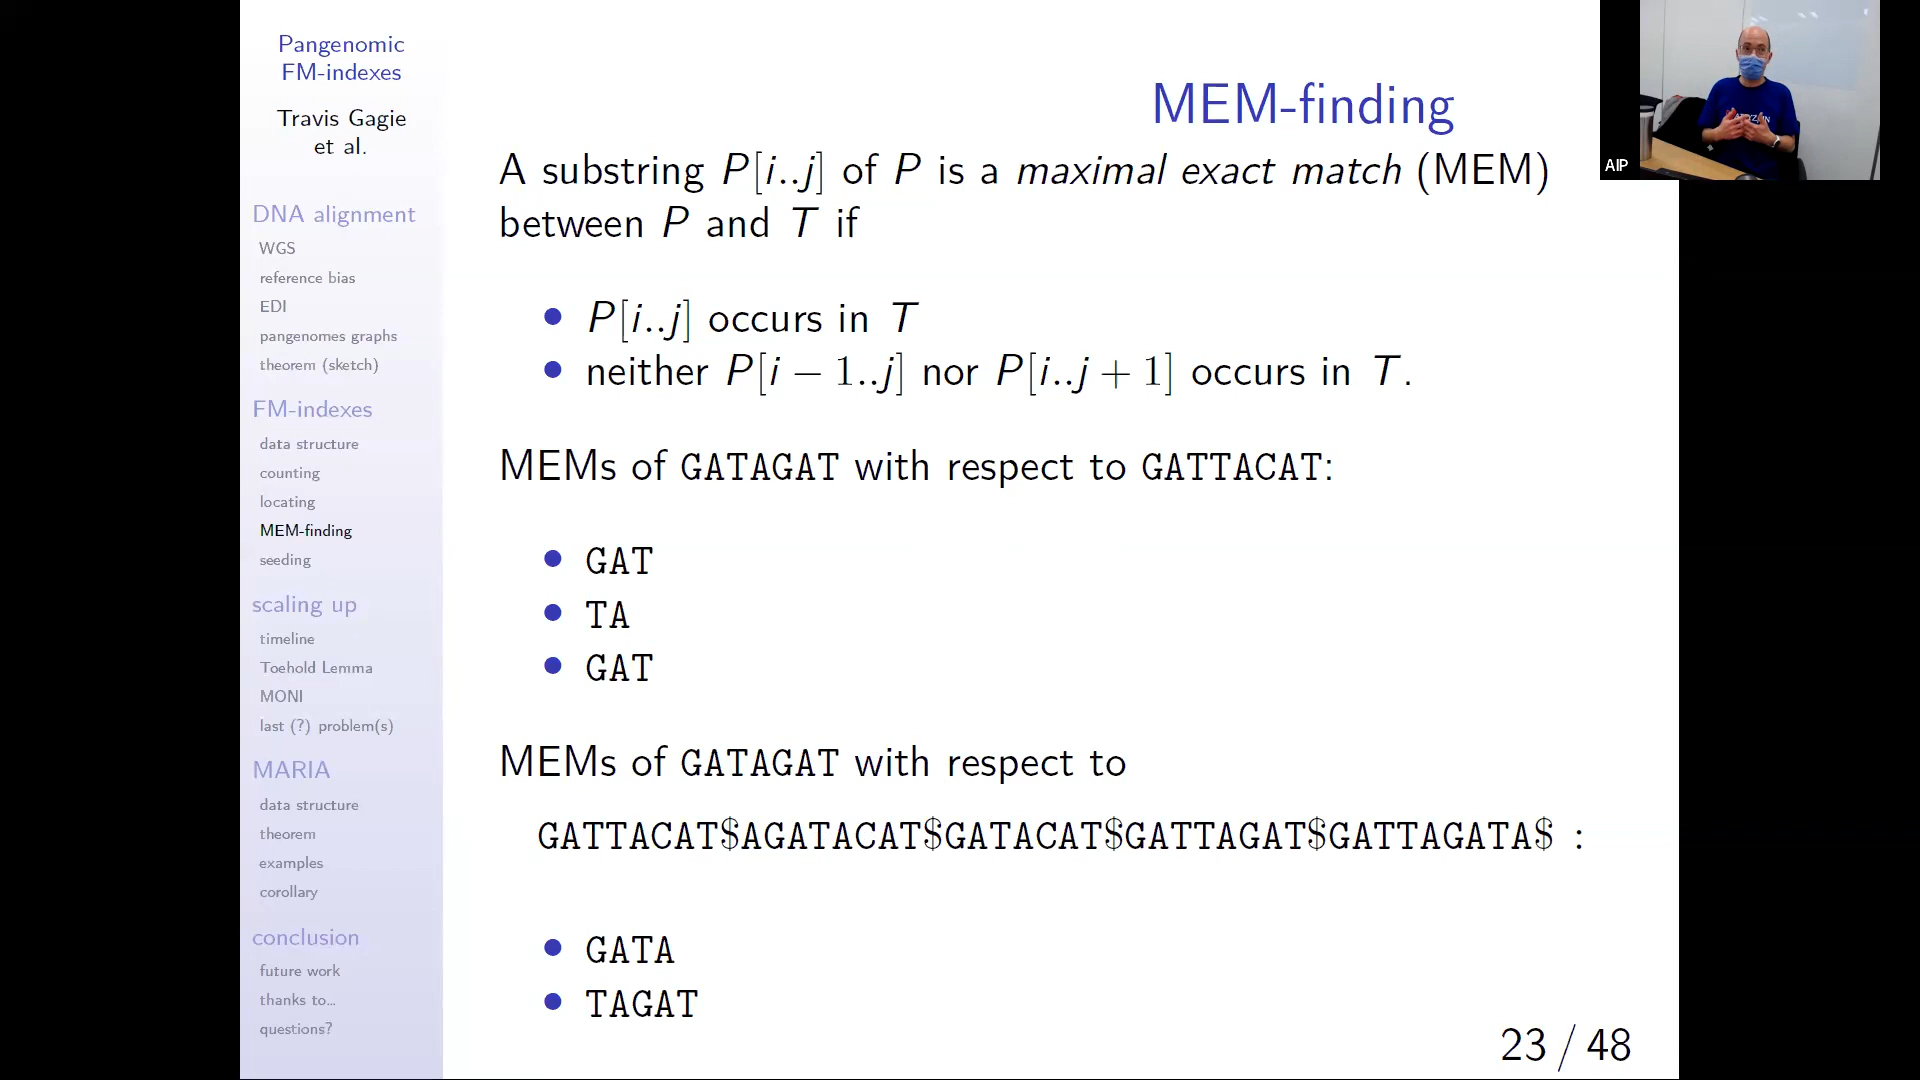 Pangenomic
FM-indexes
Travis Gagie
et al.
DNA alignment
WGS
reference bias
EDI
pangenomes graphs
theorem (sketch)
FM-indexes
data structure
counting
locating
MEM-finding
seeding
scaling up
timeline
Toehold Lemma
MONI
last (?) problem(s)
MARIA
data structure
theorem
examples
corollary
conclusion
future work
thanks to...
questions?
MEM-finding
A substring P[i..j] of P is a maximal exact match (MEM)
between P and T if
• P[i..j] occurs in T
• neither P[i − 1..j] nor P[i..j + 1] occurs in T.
MEMs of GATAGAT with respect to GATTACAT:
• GAT
• TA
• GAT
MEMs of GATAGAT with respect to
GATTACAT$AGATACAT$GATACAT$GATTAGAT$GATTAGATA$ :
• GATA
• TAGAT
23 / 48
AIP